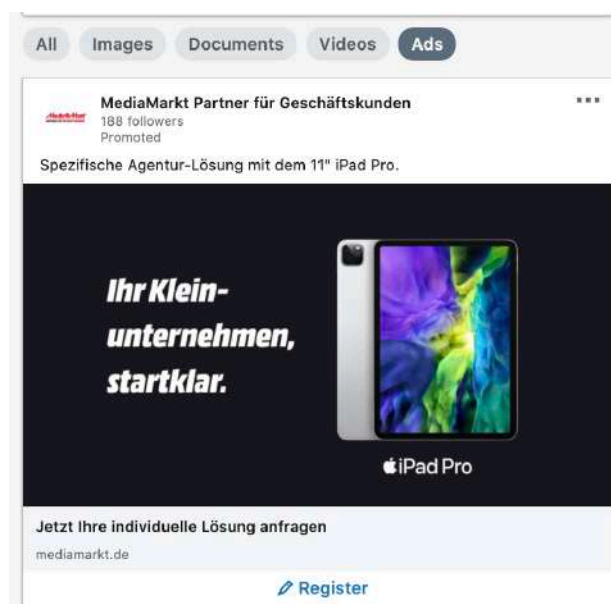 All Images Documents Videos Ads
MediaMarkt Partner für Geschäftskunden
188 followers
Promoted
Spezifische Agentur-Lösung mit dem 11" iPad Pro.
Ihr Klein-
unternehmen,
startklar.
iPad Pro
Jetzt Ihre individuelle Lösung anfragen
mediamarkt.de
Register